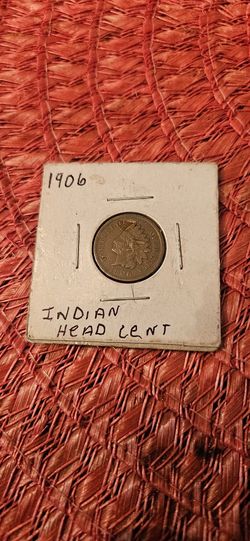 1906
INDIAN
HEAD CENT